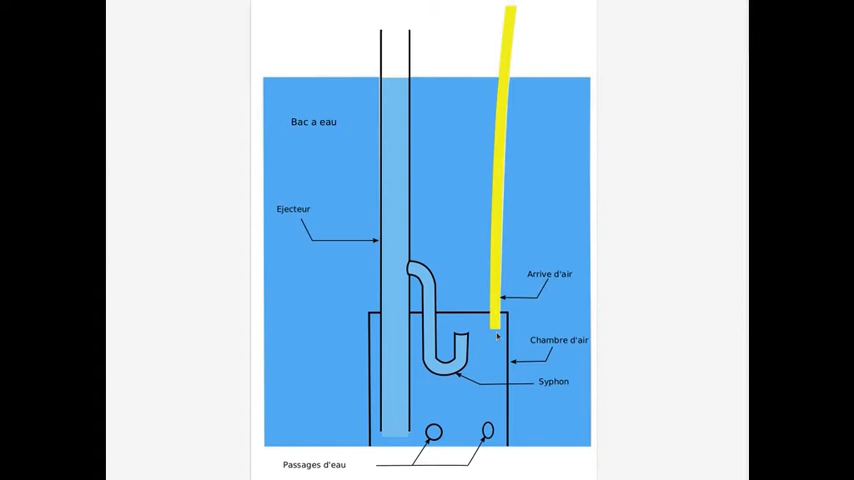 Bac a eau
Ejecteur
Arrive d'air
Chambre d'air
Syphon
Passages d'eau